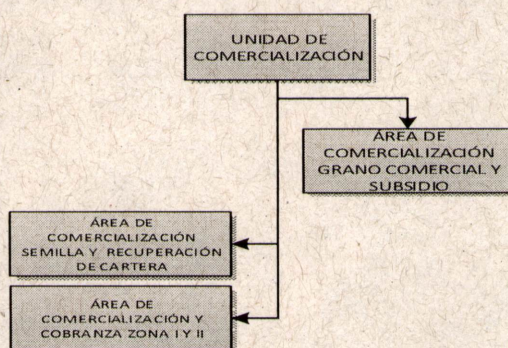 UNIDAD DE
COMERCIALIZACIÓN
ÁREA DE
COMERCIALIZACIÓN
GRANO COMERCIAL Y
SUBSIDIO
ÁREA DE
COMERCIALIZACIÓN
SEMILLA Y RECUPERACIÓN
DE CARTERA
ÁREA DE
COMERCIALIZACIÓN Y
COBRANZA ZONA I Y II